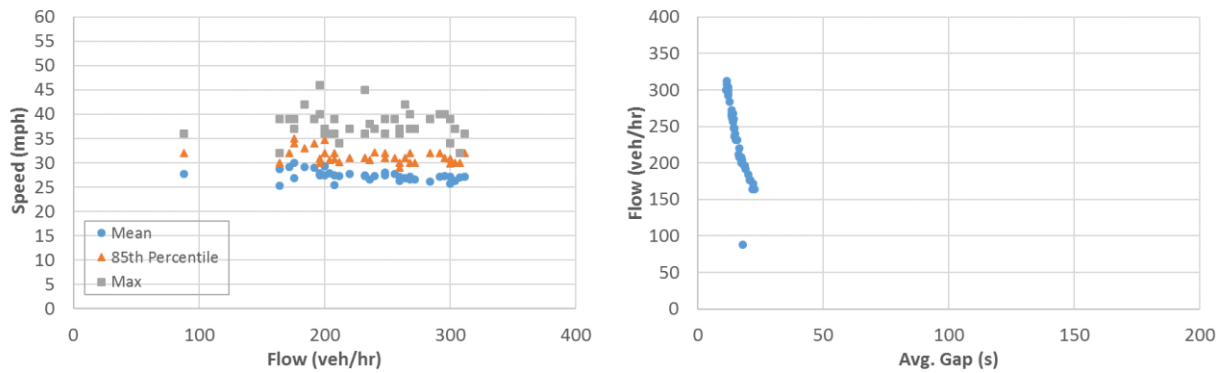 60
55
50
45
40
35
30
25
20
15
10
5
0
Speed (mph)
Mean
85th Percentile
Max
0 100 200 300 400
Flow (veh/hr)
400
350
300
250
200
150
100
50
0
Flow (veh/hr)
0 50 100 150 200
Avg. Gap (s)